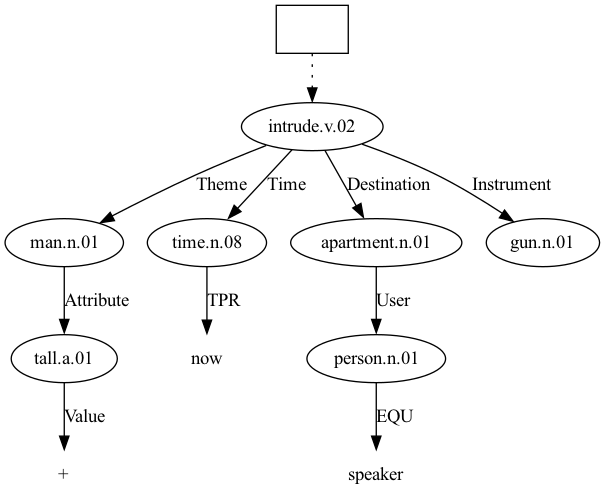 intrude.v.02
Theme Time Destination Instrument
man.n.01 time.n.08 apartment.n.01 gun.n.01
Attribute TPR User
tall.a.01 now person.n.01
Value EQU
+ speaker